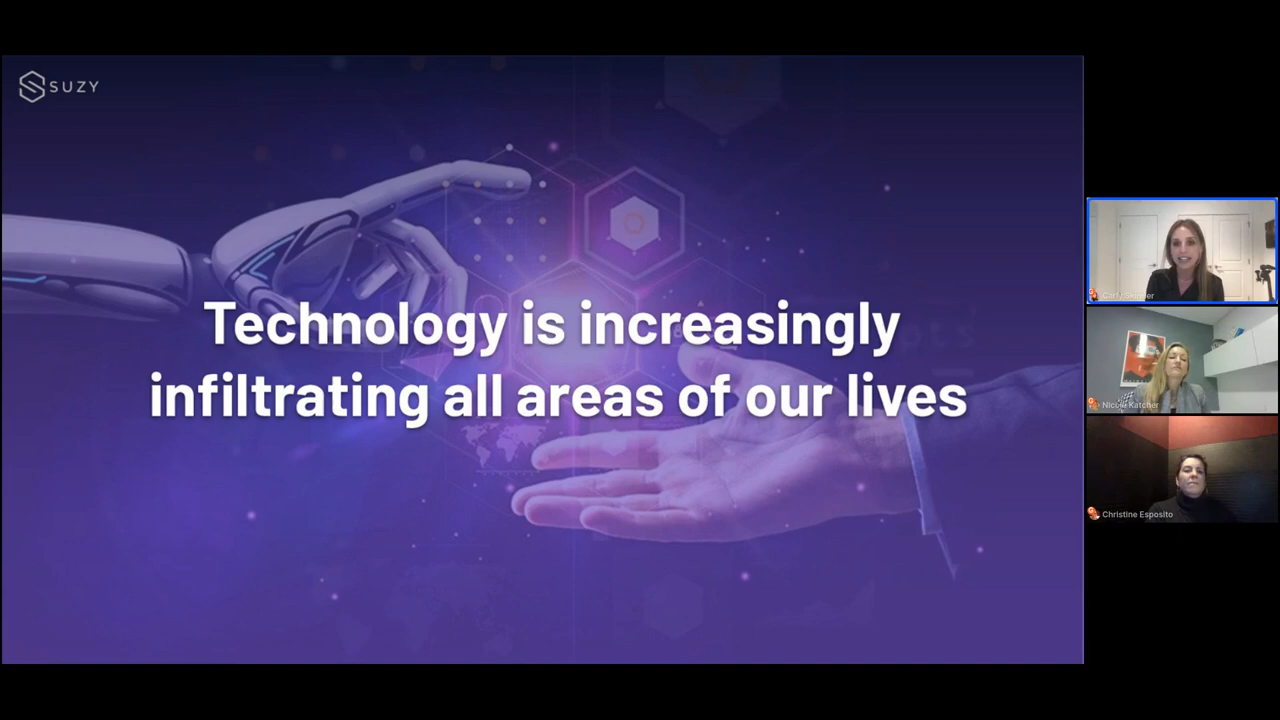 SUZY
Technology is increasingly
infiltrating all areas of our lives
Nicole Katcher
Christine Esposito